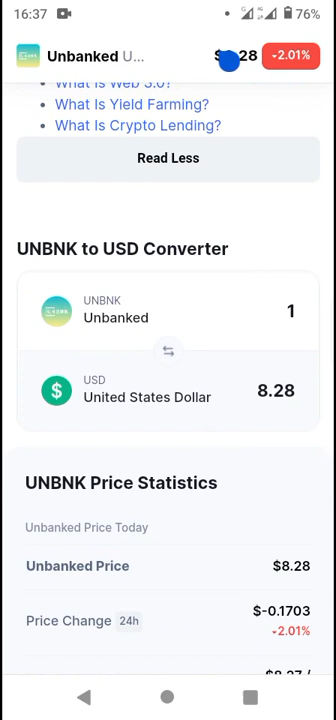 16:37
76%
Unbanked U...
-2.01%
What Is Web 3.0?
What Is Yield Farming?
What Is Crypto Lending?
Read Less
UNBNK to USD Converter
UNBNK
Unbanked
1
USD
United States Dollar
8.28
UNBNK Price Statistics
Unbanked Price Today
Unbanked Price
$8.28
Price Change 24h
$-0.1703
-2.01%